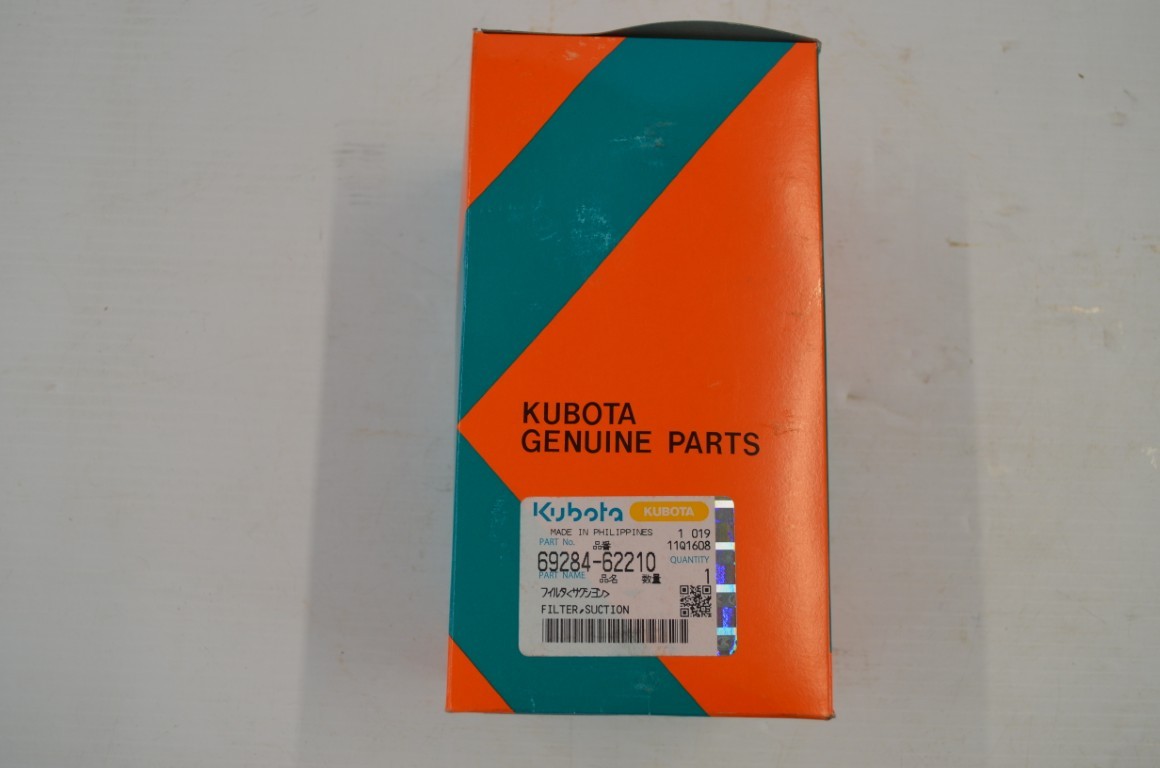 KUBOTA
GENUINE PARTS
Kubota KUBOTA
MADE IN PHILIPPINES 1 019
PART No. 品番 11Q1608
69284-62210 QUANTITY
PART NAME 品名 数量 1
フイルタ<サクシヨン>
FILTER,SUCTION